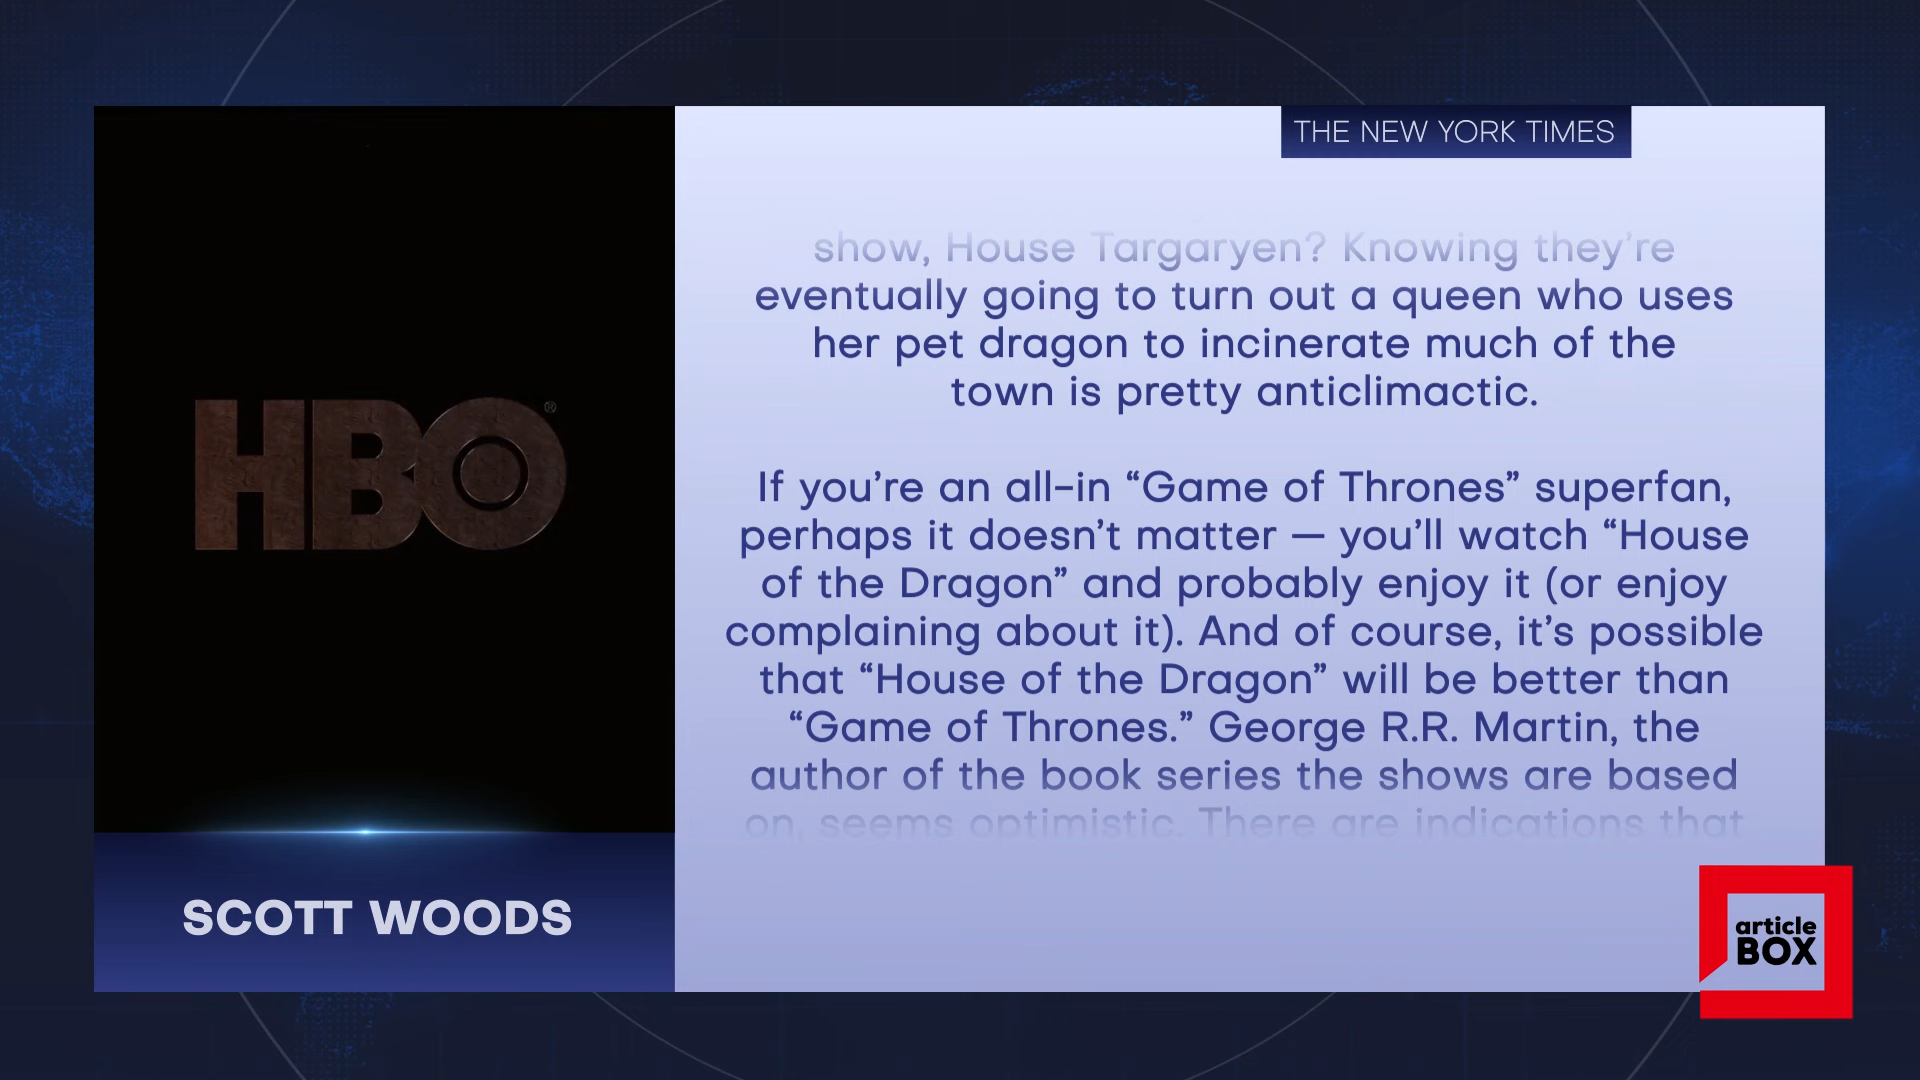 THE NEW YORK TIMES
show, House Targaryen? Knowing they’re
eventually going to turn out a queen who uses
her pet dragon to incinerate much of the
town is pretty anticlimactic.
If you’re an all-in “Game of Thrones” superfan,
perhaps it doesn’t matter — you’ll watch “House
of the Dragon” and probably enjoy it (or enjoy
complaining about it). And of course, it’s possible
that “House of the Dragon” will be better than
“Game of Thrones.” George R.R. Martin, the
author of the book series the shows are based
on, seems optimistic. There are indications that
HBO®
SCOTT WOODS
article
BOX